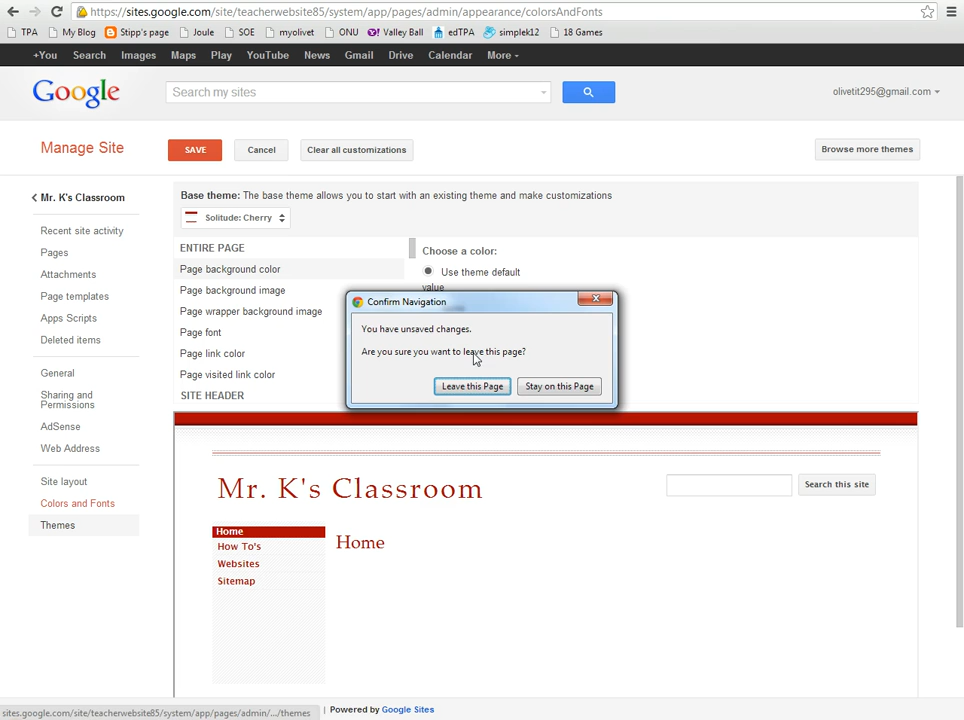 https://sites.google.com/site/teacherwebsite85/system/app/pages/admin/appearance/colorsAndFonts
TPA My Blog Stipp's page Joule SOE myolivet ONU Valley Ball edTPA simplek12 18 Games
+You Search Images Maps Play YouTube News Gmail Drive Calendar More
Google
Search my sites
olivetit295@gmail.com
Manage Site
SAVE
Cancel
Clear all customizations
Browse more themes
Mr. K's Classroom
Recent site activity
Pages
Attachments
Page templates
Apps Scripts
Deleted items
General
Sharing and
Permissions
AdSense
Web Address
Site layout
Colors and Fonts
Themes
Base theme: The base theme allows you to start with an existing theme and make customizations
Solitude: Cherry
ENTIRE PAGE
Page background color
Page background image
Page wrapper background image
Page font
Page link color
Page visited link color
SITE HEADER
Choose a color:
Use theme default
value
Confirm Navigation
You have unsaved changes.
Are you sure you want to leave this page?
Leave this Page
Stay on this Page
Mr. K's Classroom
Search this site
Home
How To's
Websites
Sitemap
Home
sites.google.com/site/teacherwebsite85/system/app/pages/admin/.../themes
Powered by Google Sites